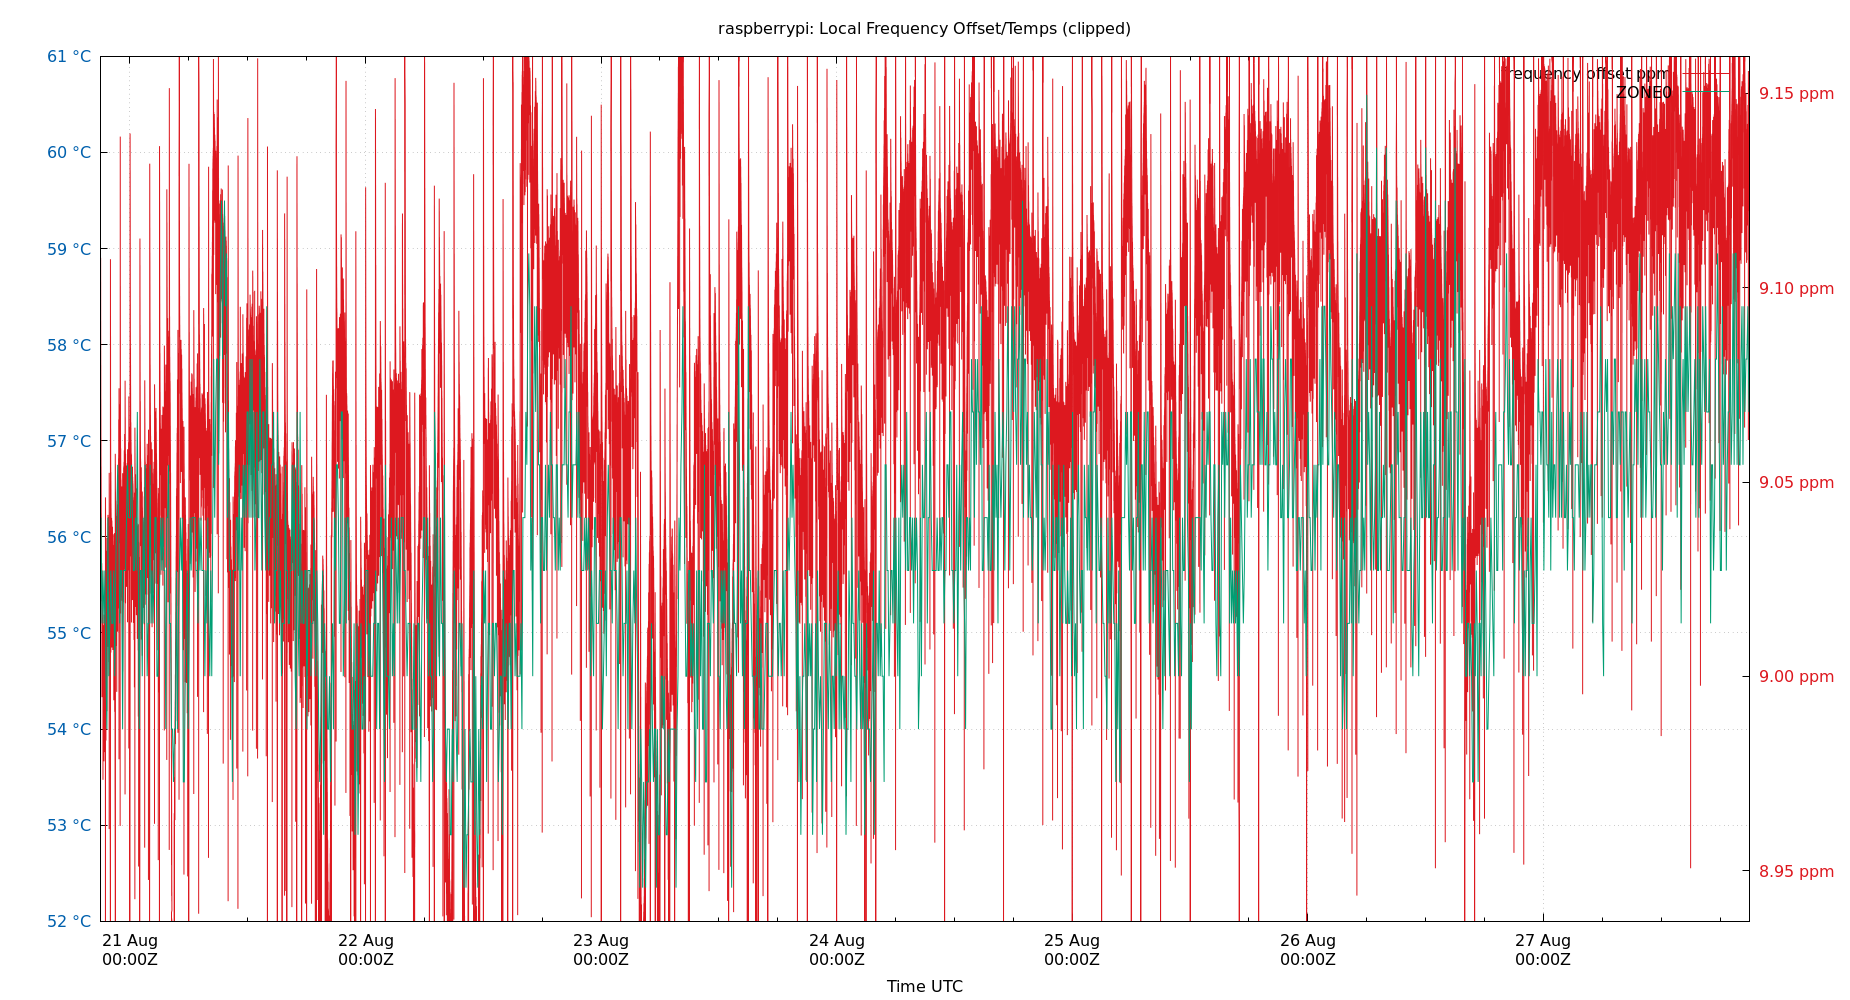 raspberrypi: Local Frequency Offset/Temps (clipped)
61 °C
60 °C
59 °C
58 °C
57 °C
56 °C
55 °C
54 °C
53 °C
52 °C
frequency offset ppm
ZONE0
9.15 ppm
9.10 ppm
9.05 ppm
9.00 ppm
8.95 ppm
21 Aug
00:00Z
22 Aug
00:00Z
23 Aug
00:00Z
24 Aug
00:00Z
25 Aug
00:00Z
26 Aug
00:00Z
27 Aug
00:00Z
Time UTC